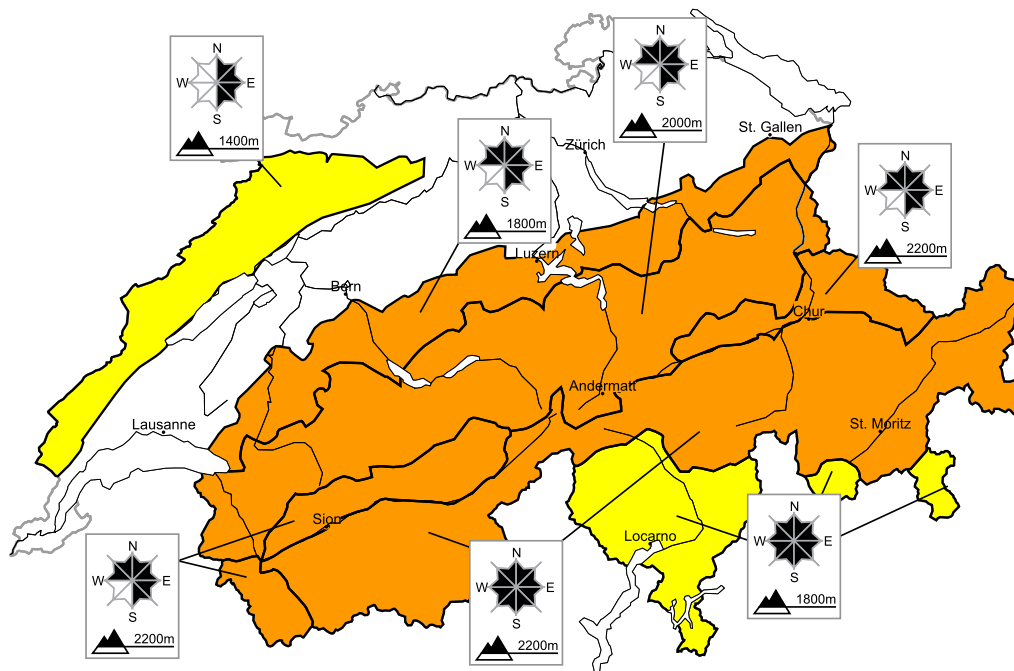 N
W E
S
2000m
N
W E
S
1400m
N
W E
S
1800m
St. Gallen
Zürich
N
W E
S
2200m
Luzern
Bern
Chur
Andermatt
Lausanne
St. Moritz
Sion
Locarno
N
W E
S
2200m
N
W E
S
2200m
N
W E
S
1800m